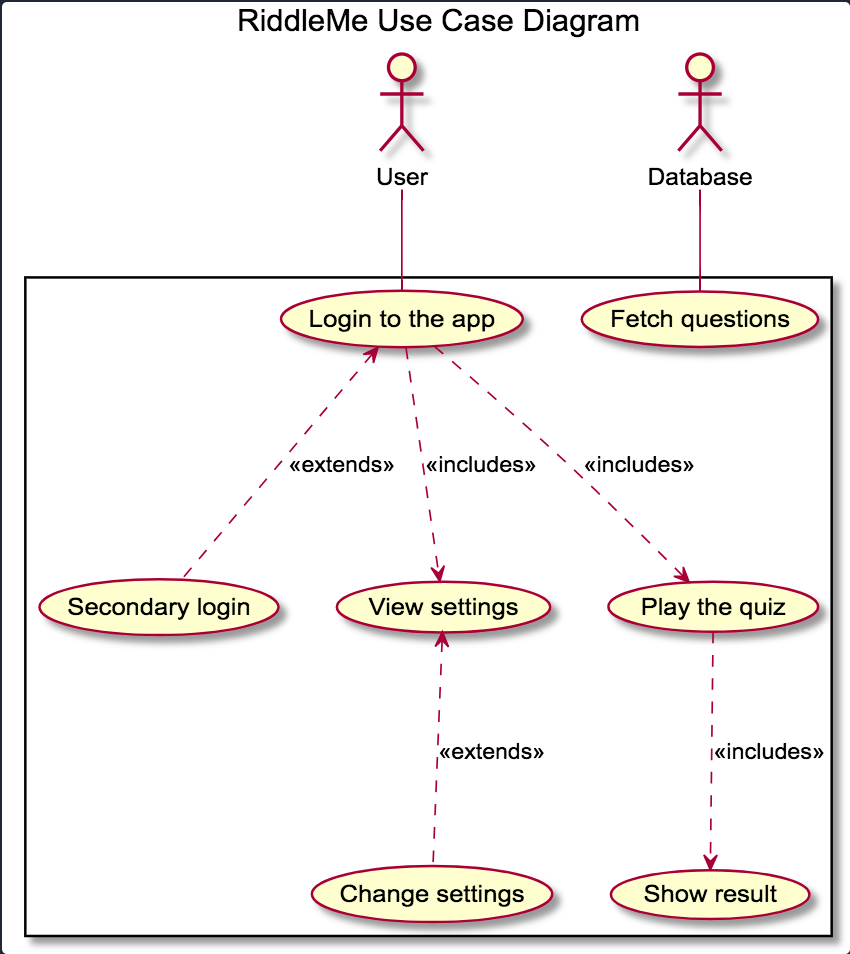 RiddleMe Use Case Diagram
User
Database
Login to the app
Fetch questions
«extends»
«includes»
«includes»
Secondary login
View settings
Play the quiz
«extends»
«includes»
Change settings
Show result